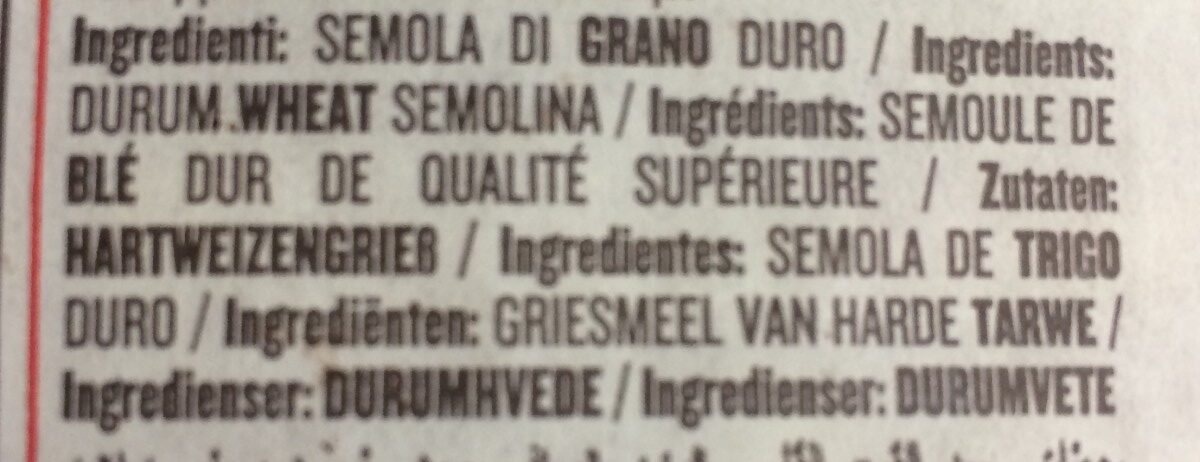 Ingredienti: SEMOLA DI GRANO DURO / Ingredients:
DURUM WHEAT SEMOLINA / Ingrédients: SEMOULE DE
BLÉ DUR DE QUALITÉ SUPÉRIEURE / Zutaten:
HARTWEIZENGRIEß / Ingredientes: SEMOLA DE TRIGO
DURO / Ingrediënten: GRIESMEEL VAN HARDE TARWE /
Ingredienser: DURUMHVEDE / Ingredienser: DURUMVETE